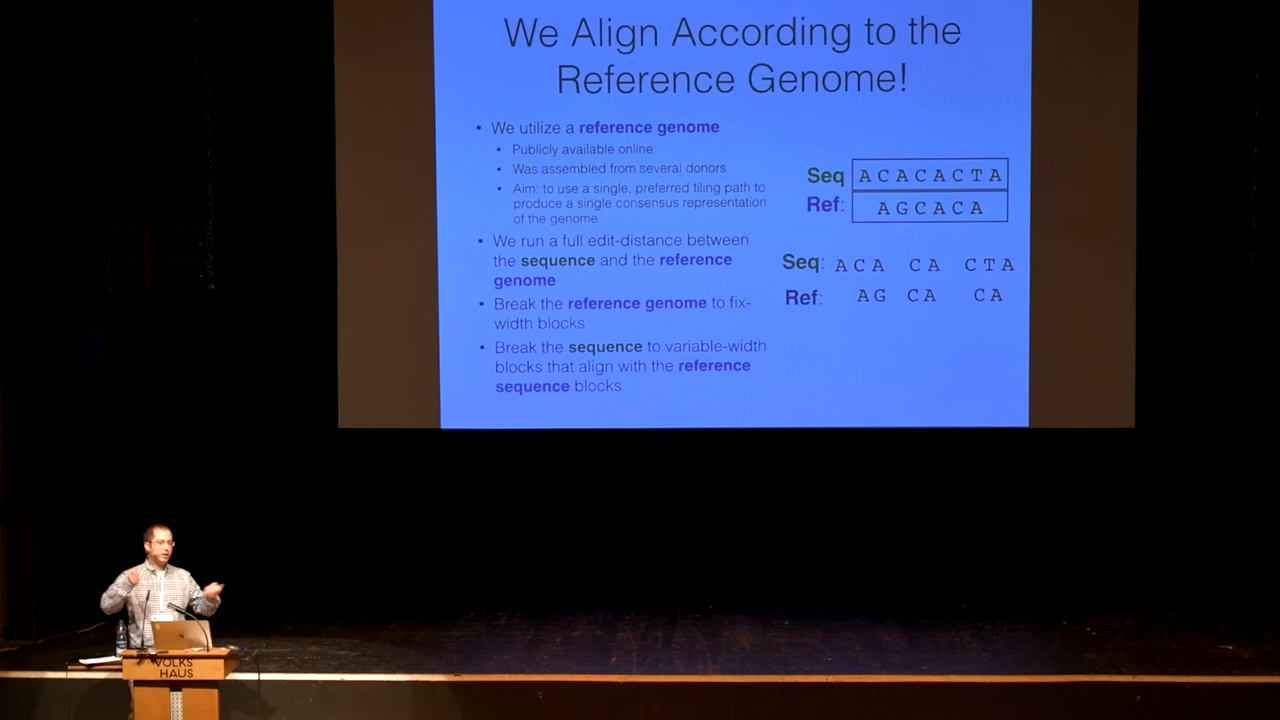 We Align According to the
Reference Genome!
• We utilize a reference genome
• Publicly available online
• Was assembled from several donors
• Aim: to use a single, preferred tiling path to
produce a single consensus representation
of the genome
• We run a full edit-distance between
the sequence and the reference
genome
• Break the reference genome to fix-
width blocks
• Break the sequence to variable-width
blocks that align with the reference
sequence blocks
Seq ACACACTA
Ref: AGCACA
Seq: ACA CA CTA
Ref: AG CA CA
VOLKS
HAUS